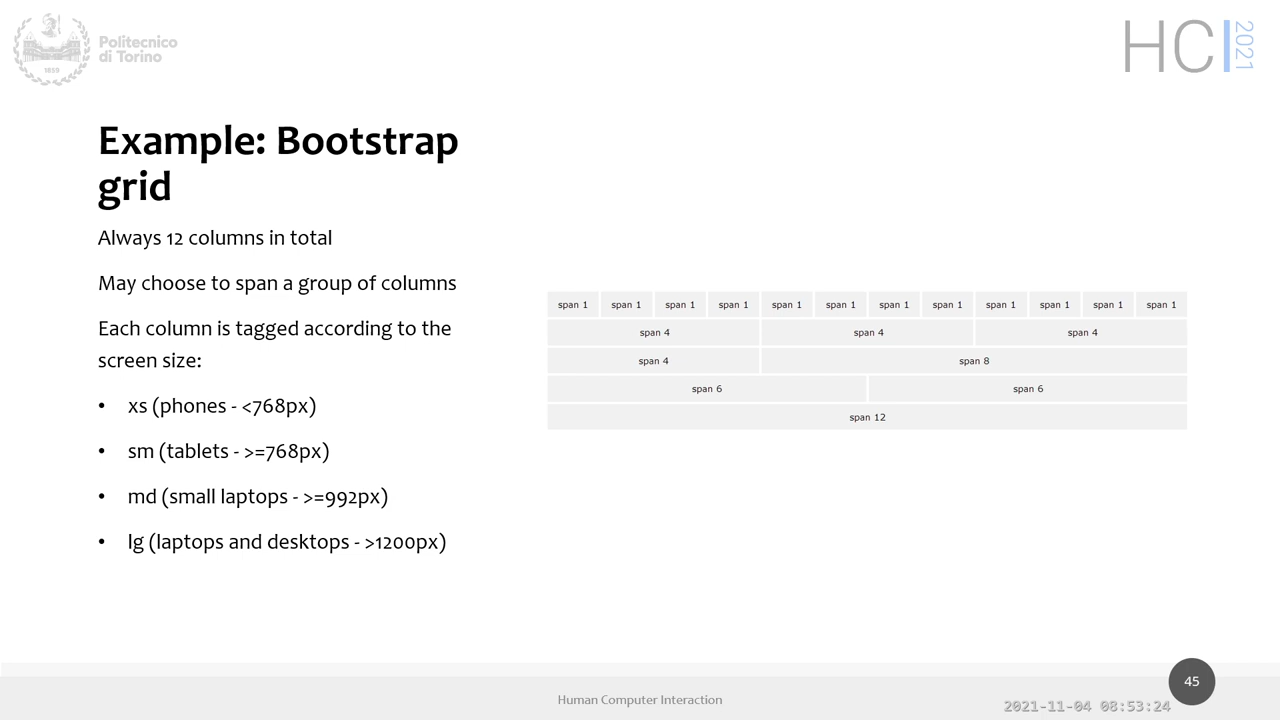 Politecnico
di Torino
1859
HCI 2021
Example: Bootstrap
grid
Always 12 columns in total
May choose to span a group of columns
Each column is tagged according to the
screen size:
• xs (phones - <768px)
• sm (tablets - >=768px)
• md (small laptops - >=992px)
• lg (laptops and desktops - >1200px)
span 1 span 1 span 1 span 1 span 1 span 1 span 1 span 1 span 1 span 1 span 1 span 1
span 4 span 4 span 4
span 4 span 8
span 6 span 6
span 12
Human Computer Interaction
45
2021-11-04 08:53:24